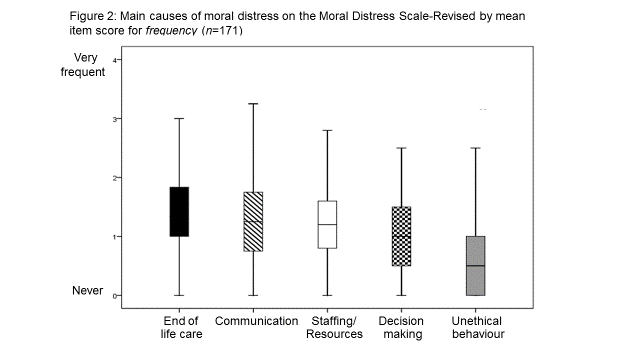 Figure 2: Main causes of moral distress on the Moral Distress Scale-Revised by mean
item score for frequency (n=171)
Very
frequent
4
3
2
1
0
Never
End of
life care
Communication
Staffing/
Resources
Decision
making
Unethical
behaviour